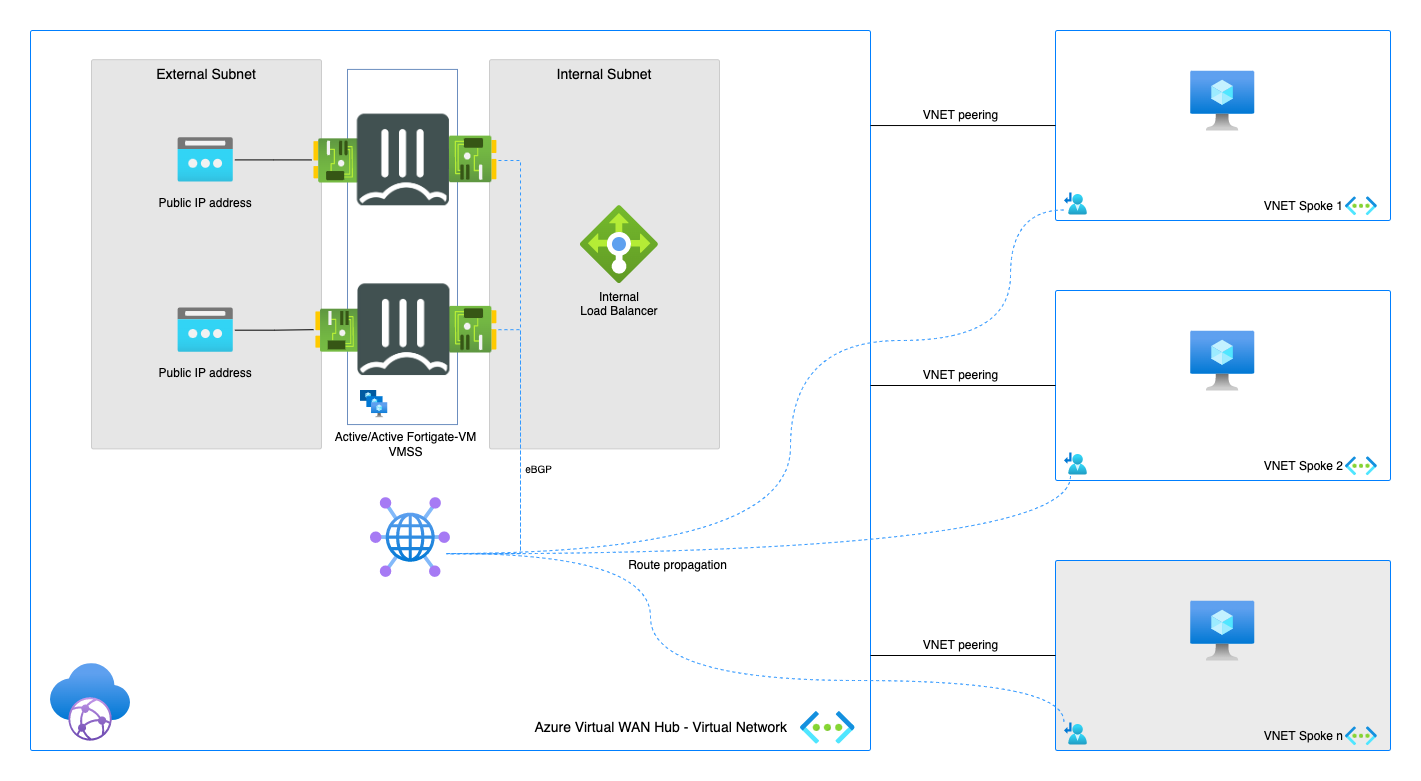 External Subnet
Internal Subnet
Public IP address
Internal
Load Balancer
Public IP address
Active/Active Fortigate-VM
VMSS
eBGP
Route propagation
Azure Virtual WAN Hub - Virtual Network
VNET peering
VNET Spoke 1
VNET peering
VNET Spoke 2
VNET peering
VNET Spoke n